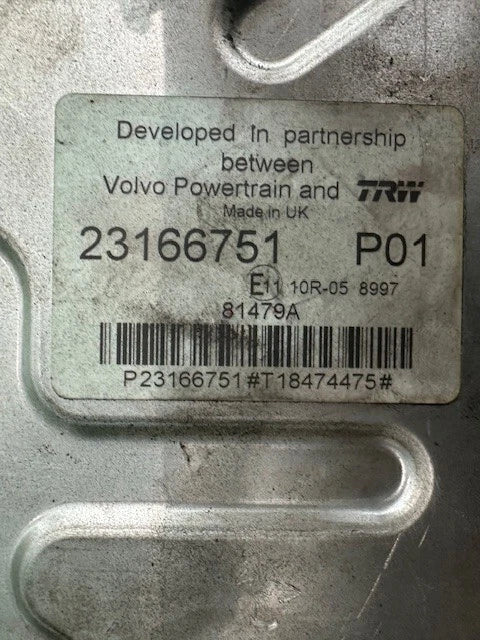 Developed in partnership
between
Volvo Powertrain and TRW
Made in UK
23166751 P01
E11 10R-05 8997
81479A
P23166751#T18474475#